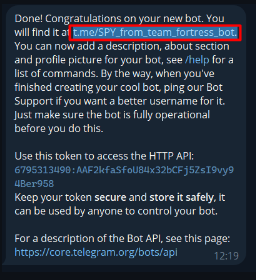 Done! Congratulations on your new bot. You
will find it at t.me/SPY_from_team_fortress_bot.
You can now add a description, about section
and profile picture for your bot, see /help for a
list of commands. By the way, when you've
finished creating your cool bot, ping our Bot
Support if you want a better username for it.
Just make sure the bot is fully operational
before you do this.
Use this token to access the HTTP API:
6795313490:AAF2kfaSfoU84x32bCFj5ZsI9vy9
4Ber958
Keep your token secure and store it safely, it
can be used by anyone to control your bot.
For a description of the Bot API, see this page:
https://core.telegram.org/bots/api
12:19